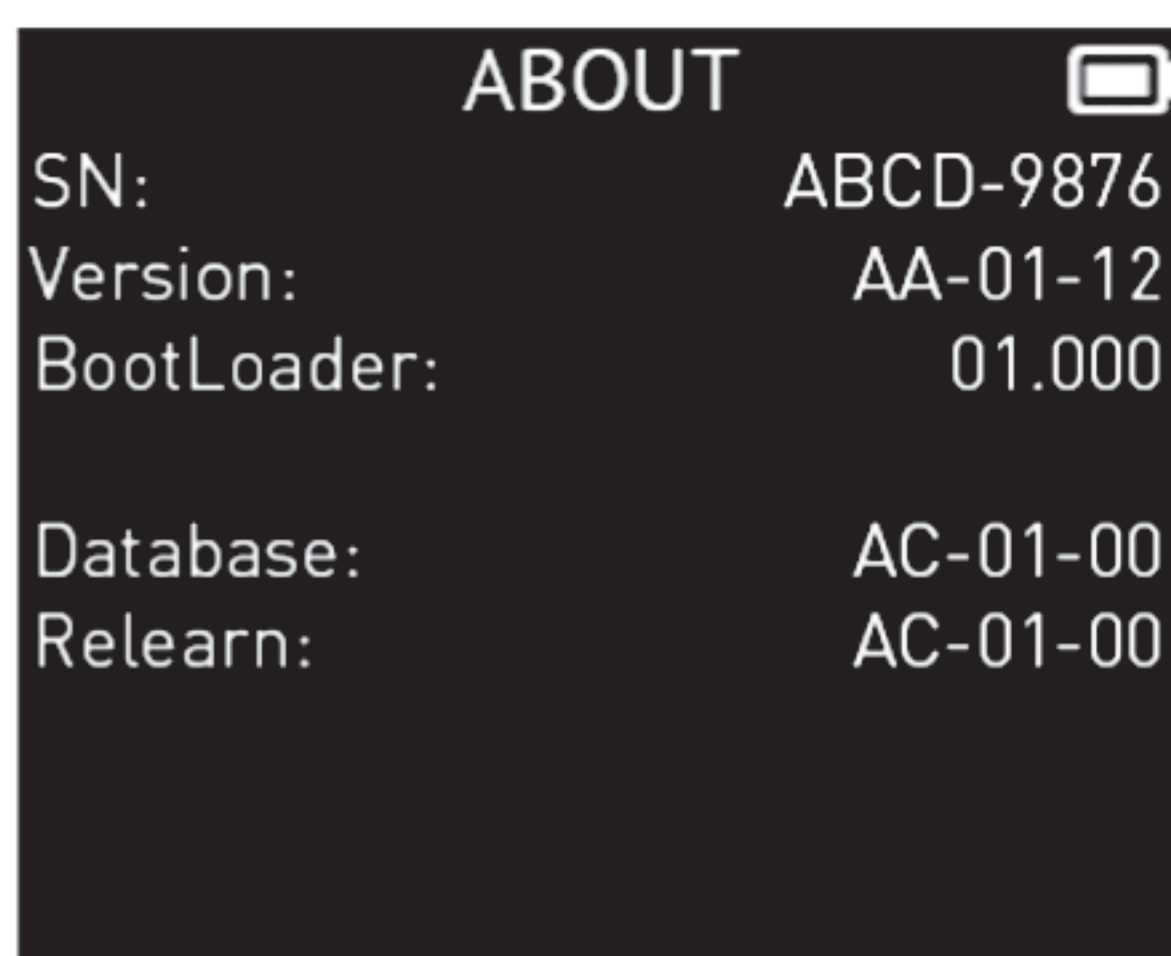 ABOUT
SN: ABCD-9876
Version: AA-01-12
BootLoader: 01.000
Database: AC-01-00
Relearn: AC-01-00